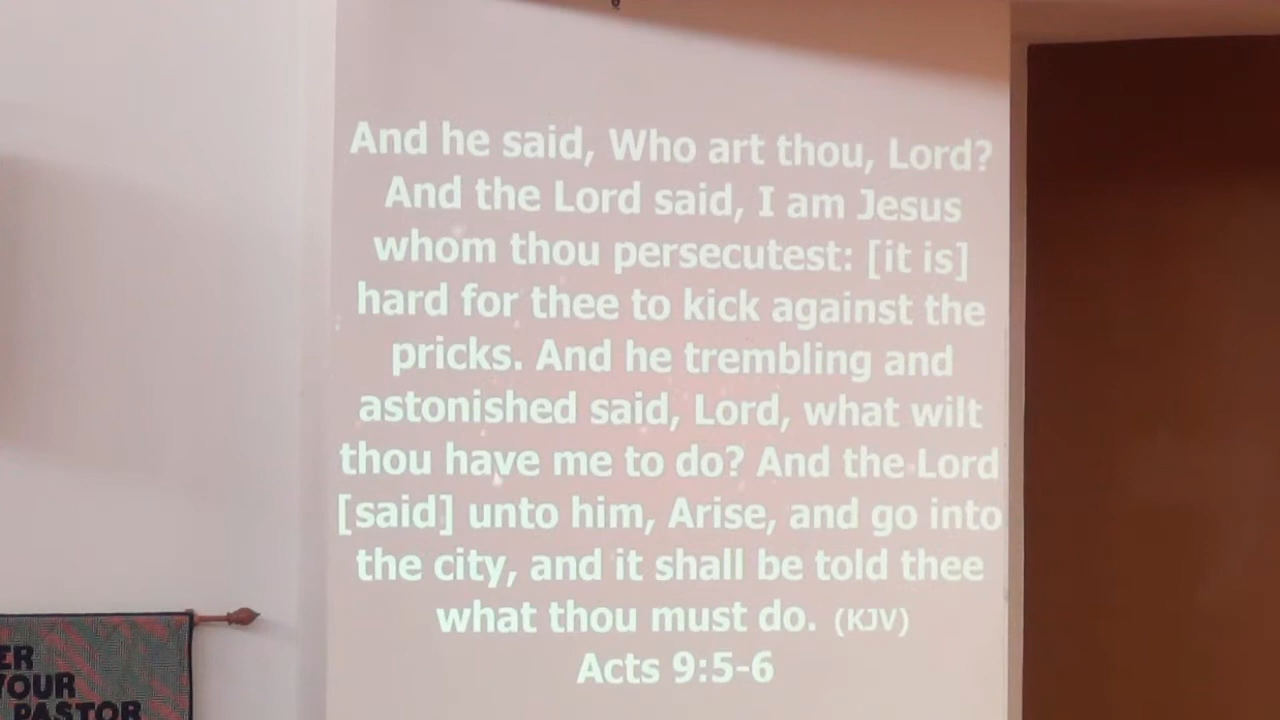 And he said, Who art thou, Lord?
And the Lord said, I am Jesus
whom thou persecutest: [it is]
hard for thee to kick against the
pricks. And he trembling and
astonished said, Lord, what wilt
thou have me to do? And the Lord
[said] unto him, Arise, and go into
the city, and it shall be told thee
what thou must do. (KJV)
Acts 9:5-6
ER
YOUR
PASTOR